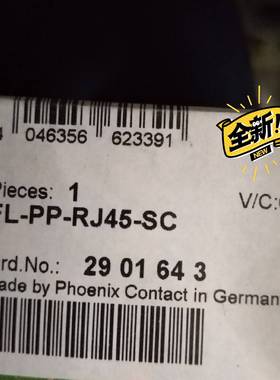 全新!
NEW
4 046356 623391
Pieces: 1
V/C:
FL-PP-RJ45-SC
rd.No.: 29 01 64 3
ade by Phoenix Contact in German